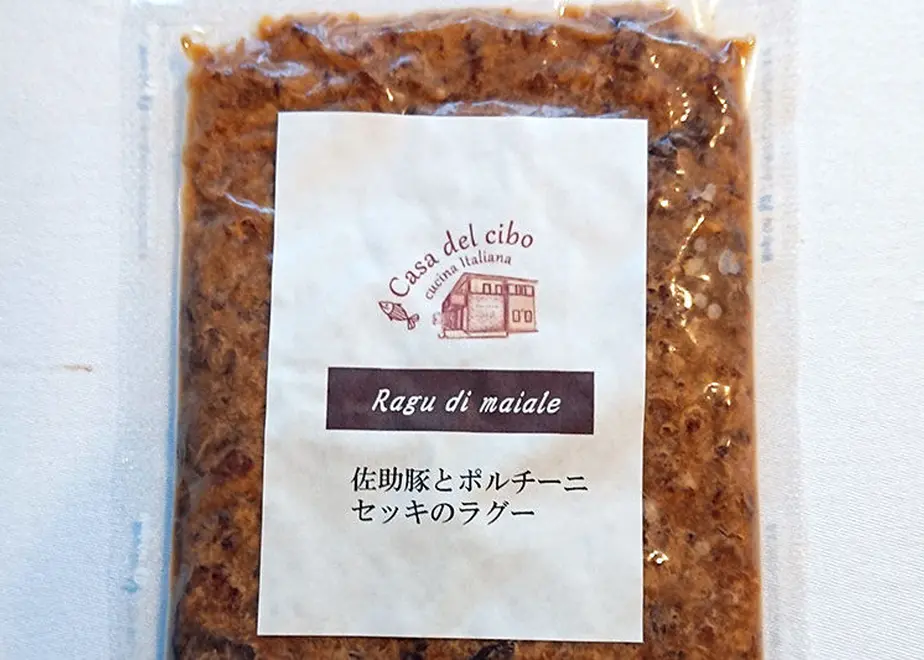 Casa del cibo
cucina Italiana
Ragu di maiale
佐助豚とポルチーニ
セッキのラグー